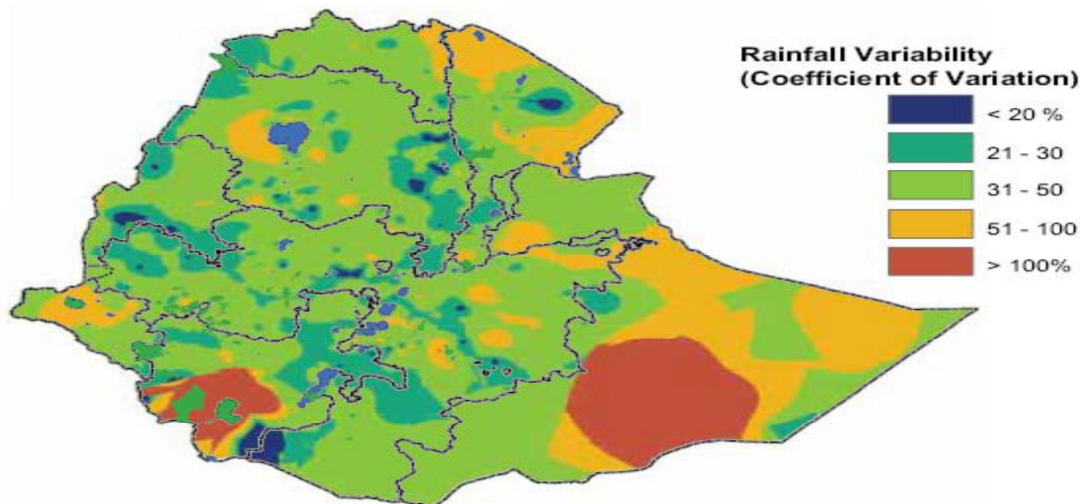 Rainfall Variability
(Coefficient of Variation)
< 20 %
21 - 30
31 - 50
51 - 100
> 100%